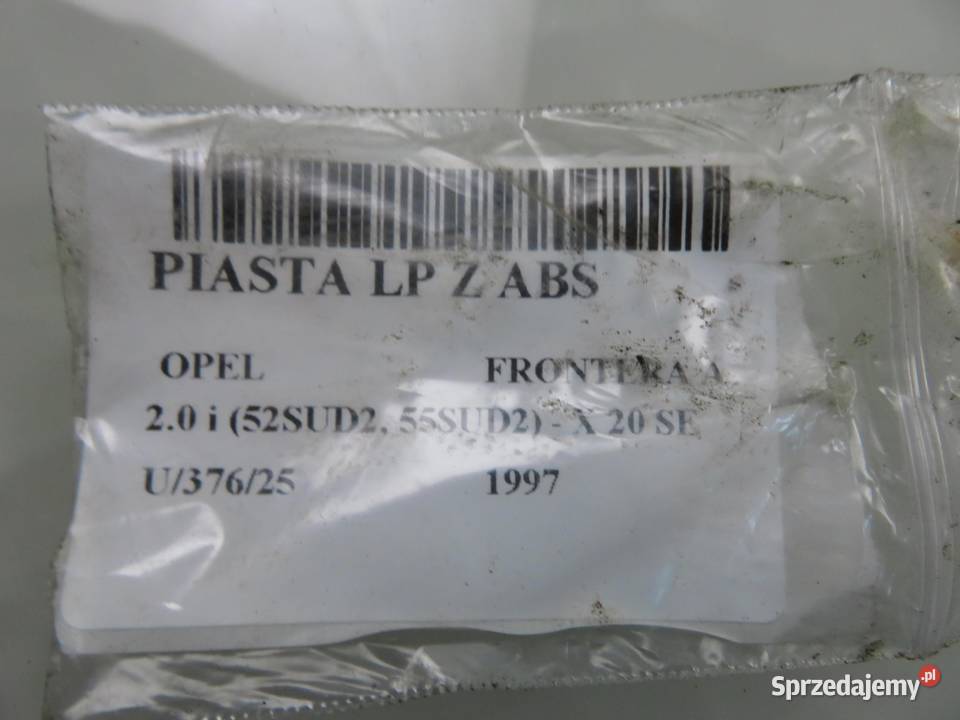 PIASTA LP Z ABS s
OPEL FRONTERA A
2.0 i (52SUD2, 55SUD2) - X 20 SE
U/376/25 1997
Sprzedajemy.pl